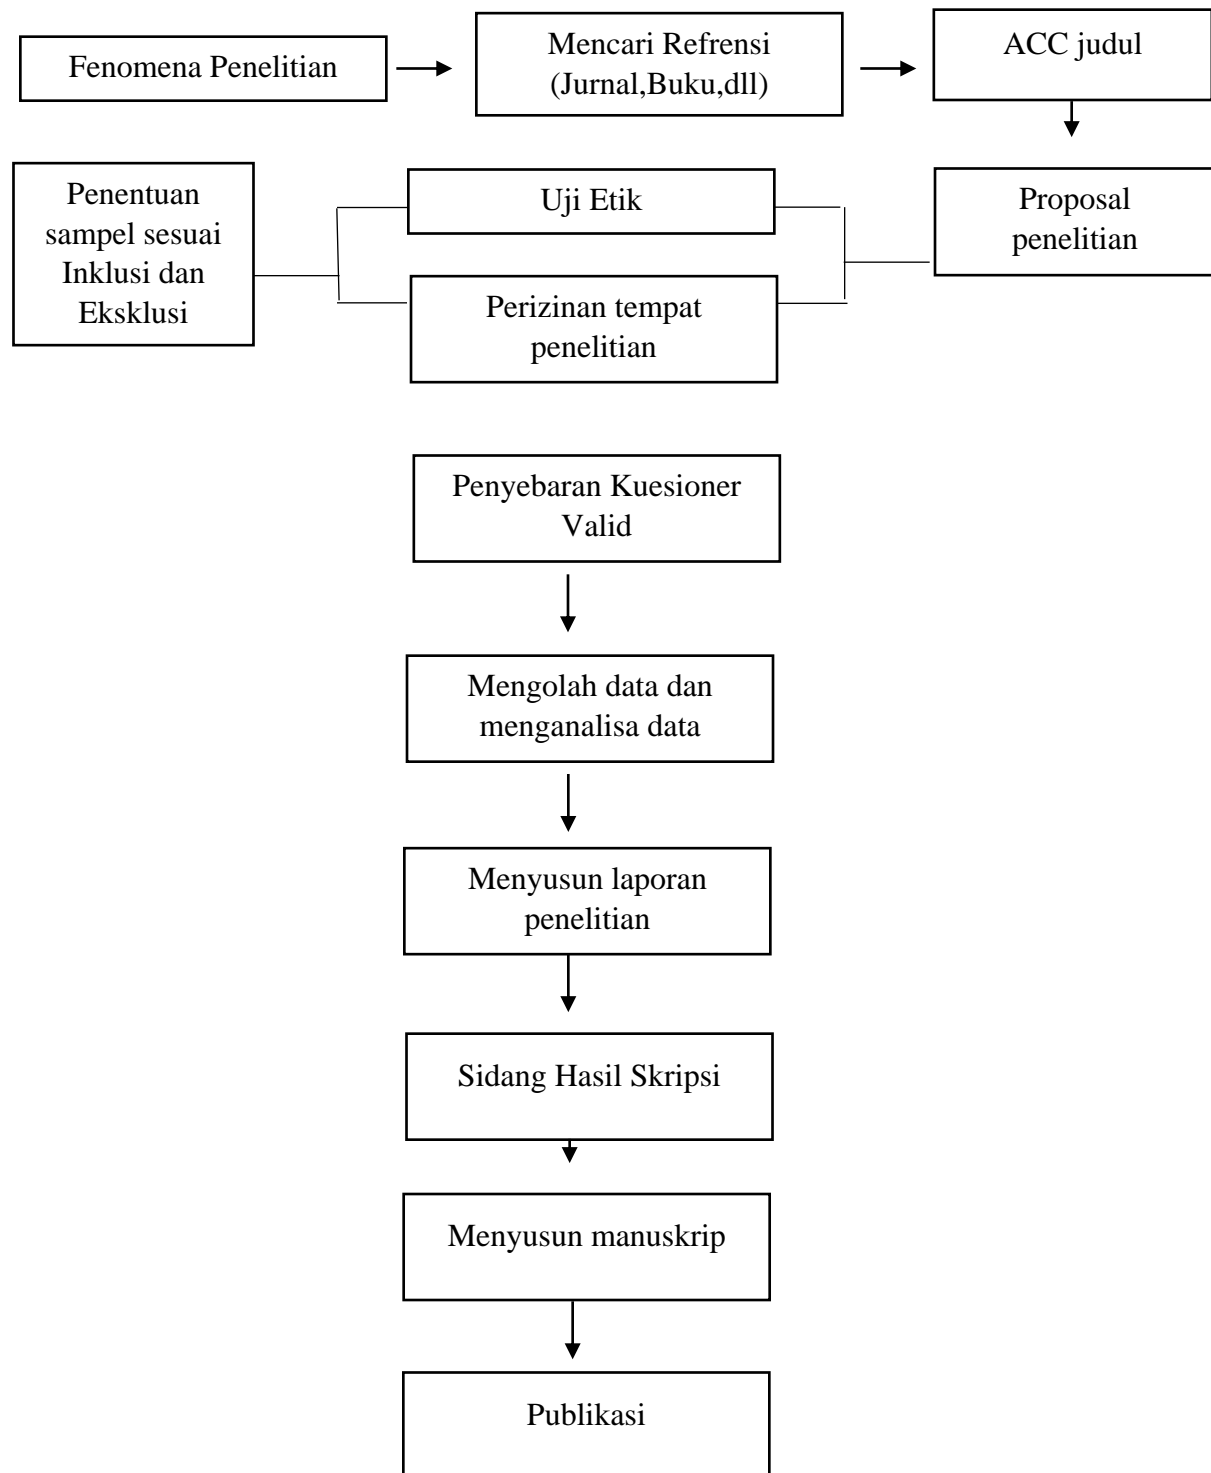 Fenomena Penelitian
Mencari Refrensi
(Jurnal,Buku,dll)
ACC judul
Proposal
penelitian
Uji Etik
Perizinan tempat
penelitian
Penentuan
sampel sesuai
Inklusi dan
Eksklusi
Penyebaran Kuesioner
Valid
Mengolah data dan
menganalisa data
Menyusun laporan
penelitian
Sidang Hasil Skripsi
Menyusun manuskrip
Publikasi